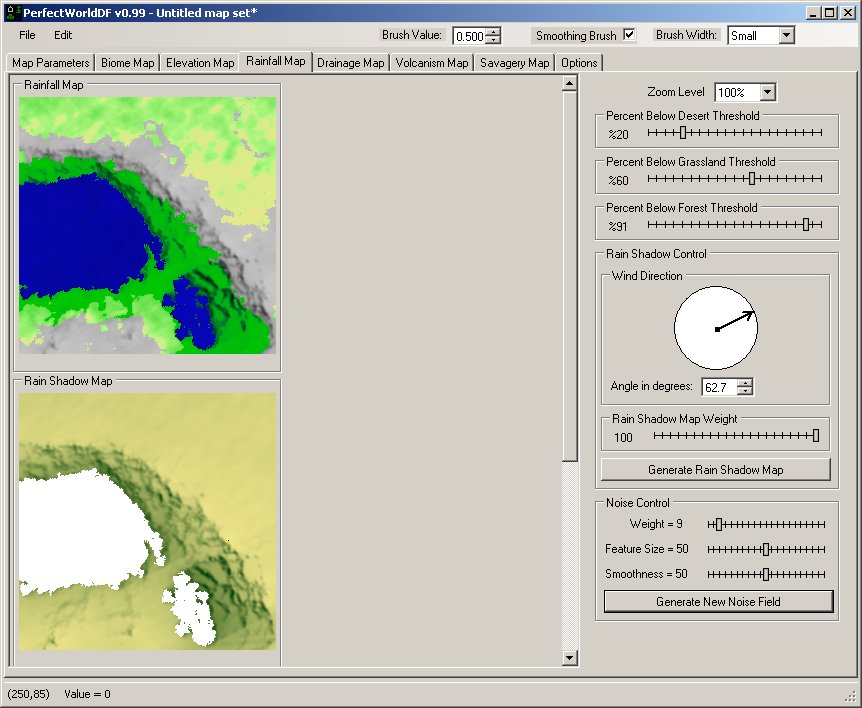 PerfectWorldDF v0.99 - Untitled map set*
File Edit Brush Value: 0.500 Smoothing Brush Brush Width: Small
Map Parameters Biome Map Elevation Map Rainfall Map Drainage Map Volcanism Map Savagery Map Options
Rainfall Map
Rain Shadow Map
Zoom Level 100%
Percent Below Desert Threshold
%20
Percent Below Grassland Threshold
%60
Percent Below Forest Threshold
%91
Rain Shadow Control
Wind Direction
Angle in degrees: 62.7
Rain Shadow Map Weight
100
Generate Rain Shadow Map
Noise Control
Weight = 9
Feature Size = 50
Smoothness = 50
Generate New Noise Field
(250,85) Value = 0